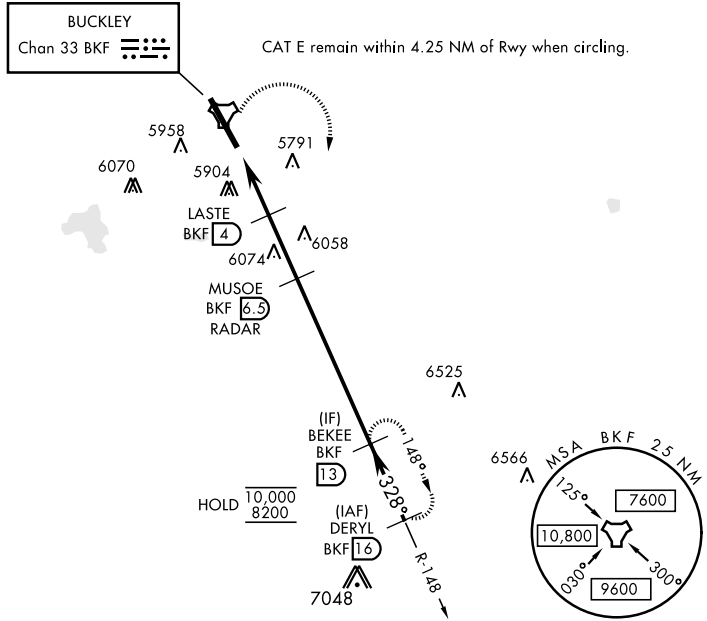 BUCKLEY
Chan 33 BKF
CAT E remain within 4.25 NM of Rwy when circling.
5958
5791
6070
5904
LASTE
BKF 4
6058
6074
MUSOE
BKF 6.5
RADAR
6525
(IF)
BEKEE
BKF
13
148°
6566
MSA BKF 25 NM
125°
7600
328°
HOLD 10,000
8200
(IAF)
DERYL
BKF 16
10,800
R-148
030°
300°
9600
7048